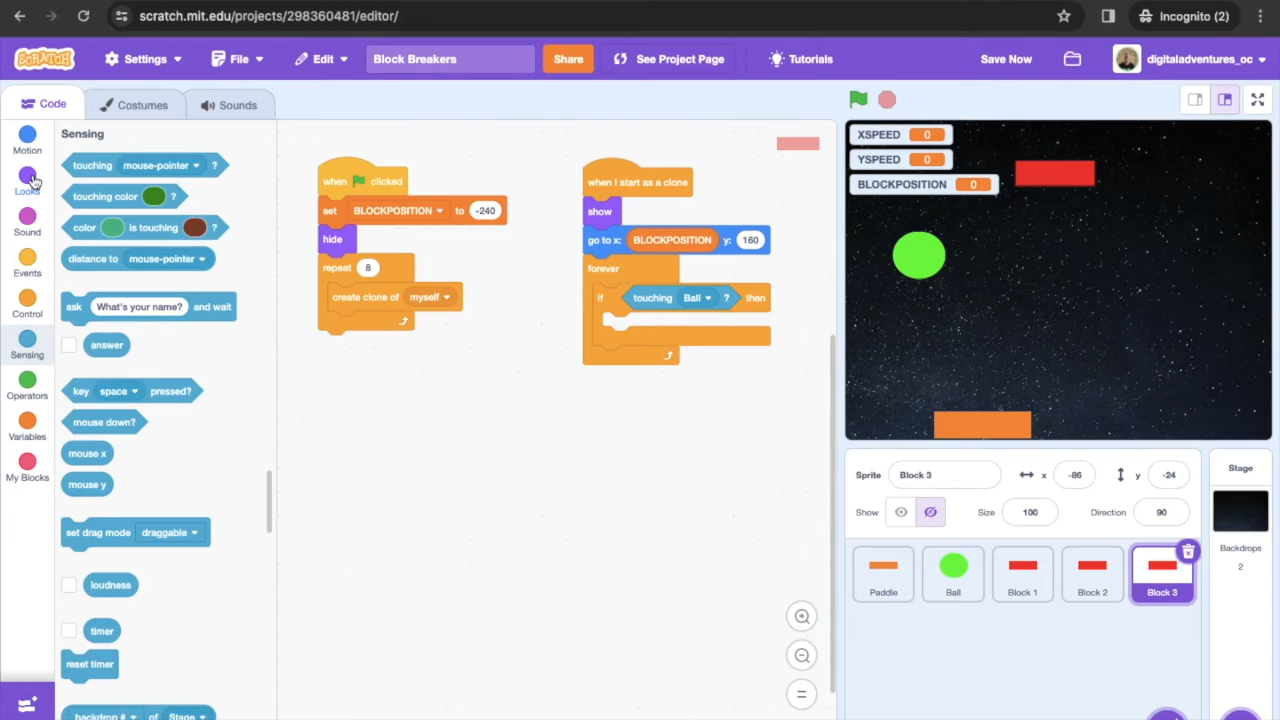 scratch.mit.edu/projects/298360481/editor/
Incognito (2)
SCRATCH
Settings
File
Edit
Block Breakers
Share
See Project Page
Tutorials
Save Now
digitaladventures_oc
Code
Costumes
Sounds
Motion
Looks
Sound
Events
Control
Sensing
Operators
Variables
My Blocks
Sensing
touching mouse-pointer ?
touching color ?
color is touching ?
distance to mouse-pointer
ask What's your name? and wait
answer
key space pressed?
mouse down?
mouse x
mouse y
set drag mode draggable
loudness
timer
reset timer
backdrop # of Stage
when clicked
set BLOCKPOSITION to -240
hide
repeat 8
create clone of myself
when I start as a clone
show
go to x: BLOCKPOSITION y: 160
forever
if touching Ball ? then
XSPEED 0
YSPEED 0
BLOCKPOSITION 0
Sprite Block 3 x -86 y -24
Show Size 100 Direction 90
Paddle
Ball
Block 1
Block 2
Block 3
Stage
Backdrops
2